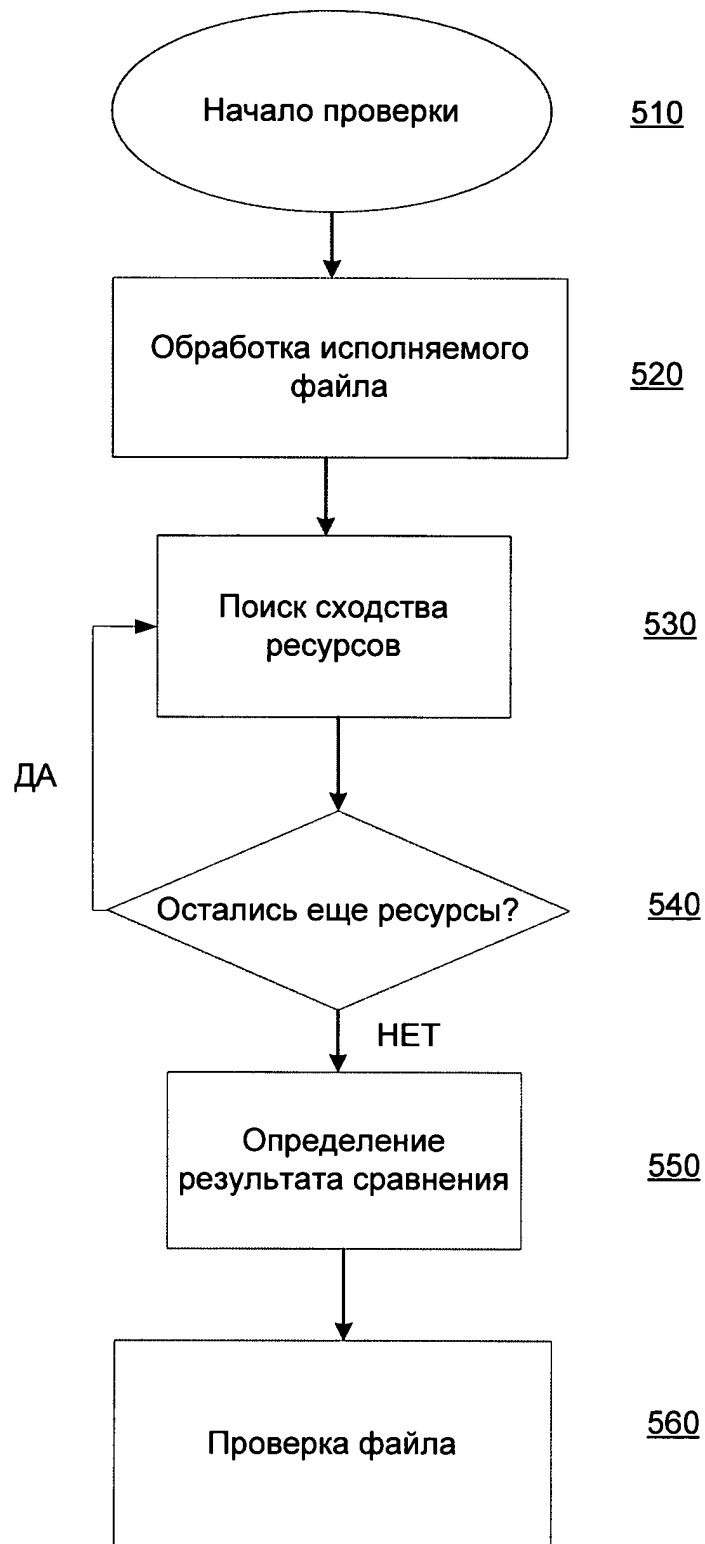 Начало проверки
510
Обработка исполняемого
файла
520
Поиск сходства
ресурсов
530
ДА
Остались еще ресурсы?
540
НЕТ
Определение
результата сравнения
550
Проверка файла
560